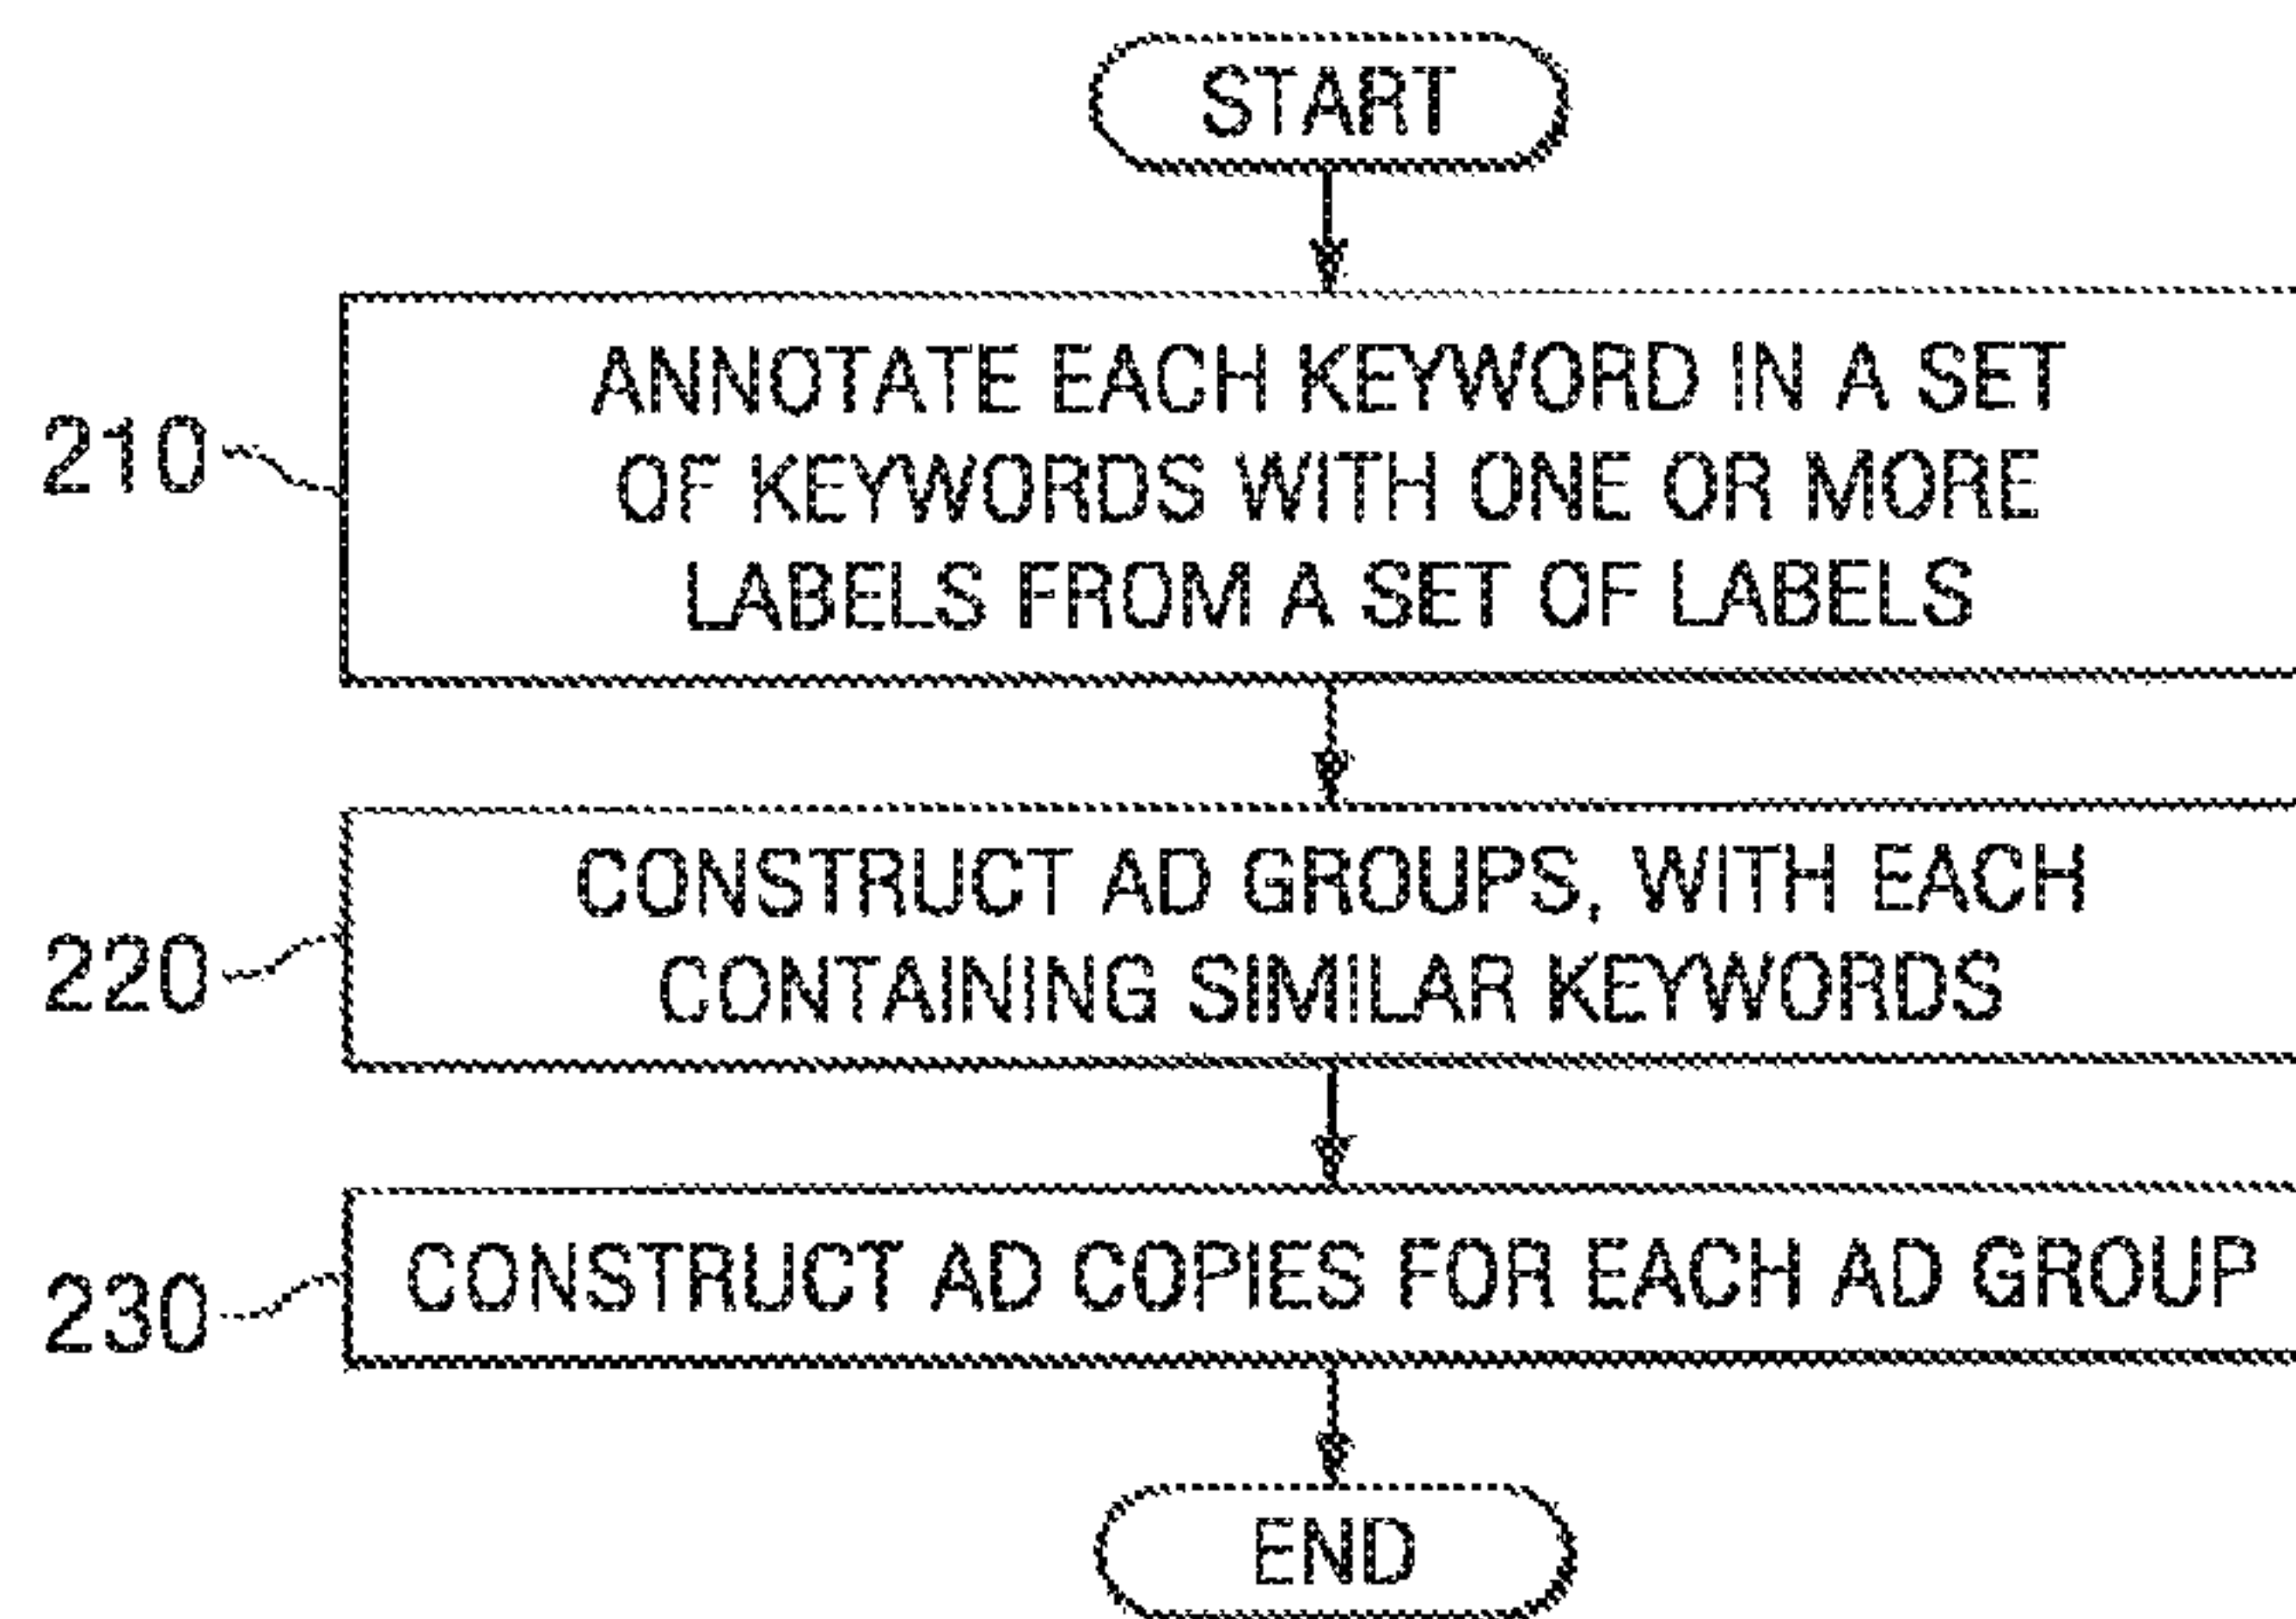 START
210
ANNOTATE EACH KEYWORD IN A SET
OF KEYWORDS WITH ONE OR MORE
LABELS FROM A SET OF LABELS
220
CONSTRUCT AD GROUPS, WITH EACH
CONTAINING SIMILAR KEYWORDS
230
CONSTRUCT AD COPIES FOR EACH AD GROUP
END